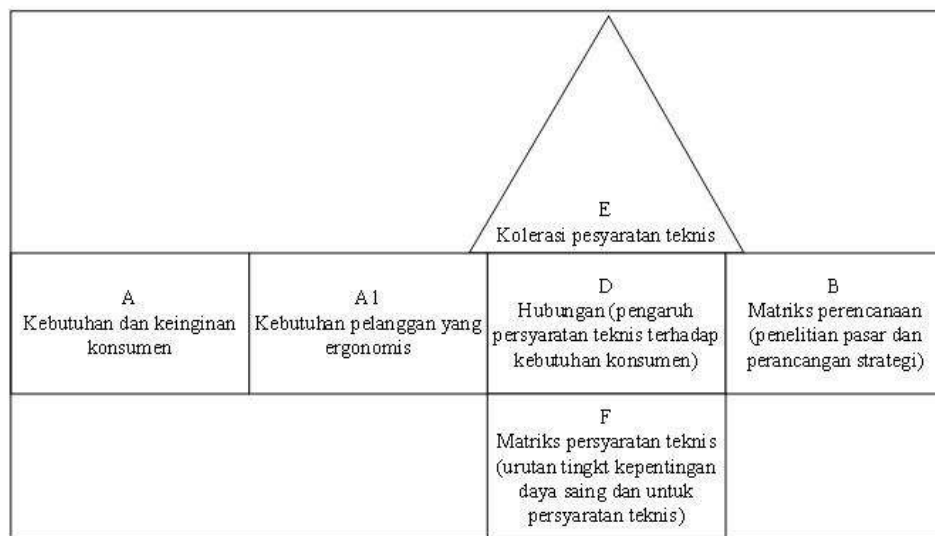 E
Kolerasi pesyaratan teknis
A
Kebutuhan dan keinginan
konsumen
A1
Kebutuhan pelanggan yang
ergonomis
D
Hubungan (pengaruh
persyaratan teknis terhadap
kebutuhan konsumen)
B
Matriks perencanaan
(penelitian pasar dan
perancangan strategi)
F
Matriks persyaratan teknis
(urutan tingkt kepentingan
daya saing dan untuk
persyaratan teknis)